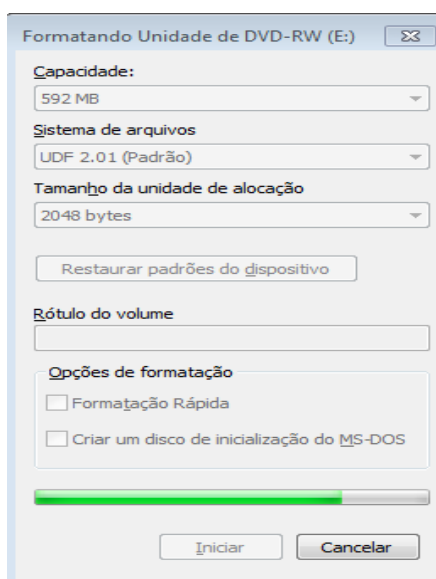 Formatando Unidade de DVD-RW (E:)
Capacidade:
592 MB
Sistema de arquivos
UDF 2.01 (Padrão)
Tamanho da unidade de alocação
2048 bytes
Restaurar padrões do dispositivo
Rótulo do volume
Opções de formatação
Formatação Rápida
Criar um disco de inicialização do MS-DOS
Iniciar Cancelar